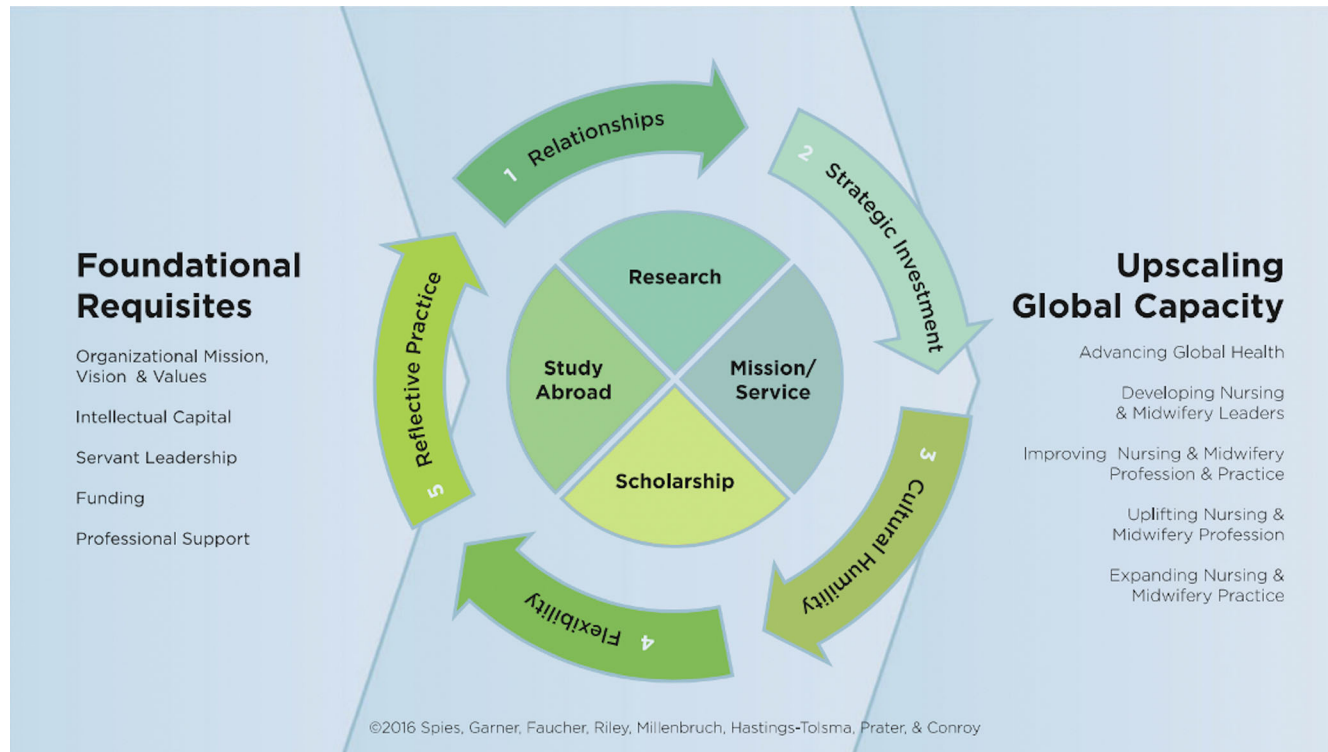 Foundational
Requisites
Organizational Mission,
Vision & Values
Intellectual Capital
Servant Leadership
Funding
Professional Support
1 Relationships
2 Strategic Investment
3 Cultural Humility
4 Flexibility
5 Reflective Practice
Research
Mission/
Service
Scholarship
Study
Abroad
Upscaling
Global Capacity
Advancing Global Health
Developing Nursing
& Midwifery Leaders
Improving Nursing & Midwifery
Profession & Practice
Uplifting Nursing &
Midwifery Profession
Expanding Nursing &
Midwifery Practice
©2016 Spies, Garner, Faucher, Riley, Millenbruch, Hastings-Tolsma, Prater, & Conroy